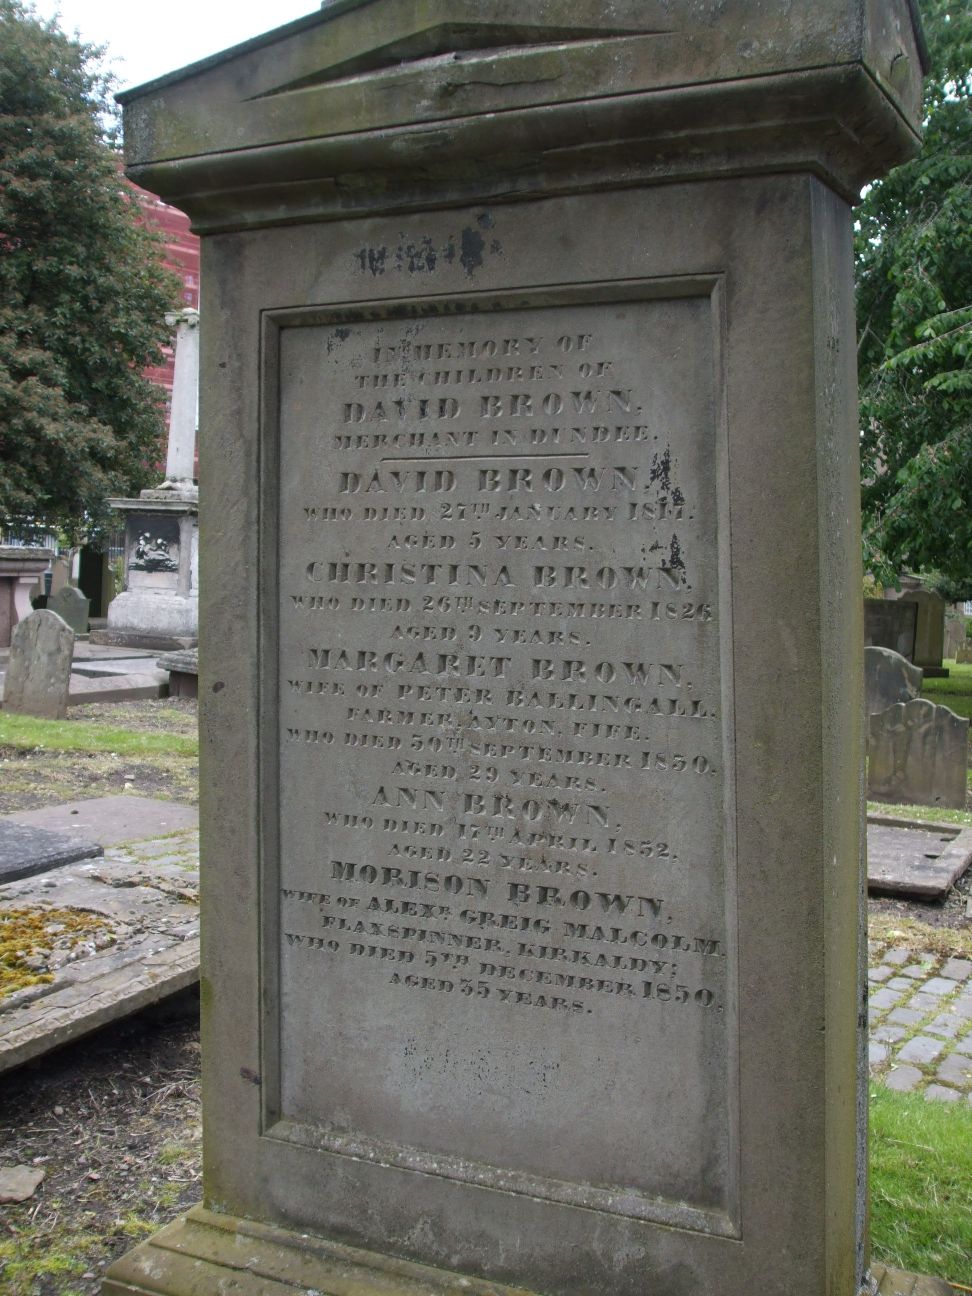 IN MEMORY OF
THE CHILDREN OF
DAVID BROWN.
MERCHANT IN DUNDEE.
DAVID BROWN.
WHO DIED 27TH JANUARY 1817.
AGED 5 YEARS.
CHRISTINA BROWN.
WHO DIED 26TH SEPTEMBER 1826.
AGED 9 YEARS.
MARGARET BROWN.
WIFE OF PETER BALLINGALL.
FARMER, AYTON, FIFE.
WHO DIED 30TH SEPTEMBER 1830.
AGED 29 YEARS.
ANN BROWN.
WHO DIED 17TH APRIL 1832.
AGED 22 YEARS.
MORISON BROWN.
WIFE OF ALEXR GREIG MALCOLM.
FLAXSPINNER, KIRKALDY;
WHO DIED 5TH DECEMBER 1850.
AGED 35 YEARS.